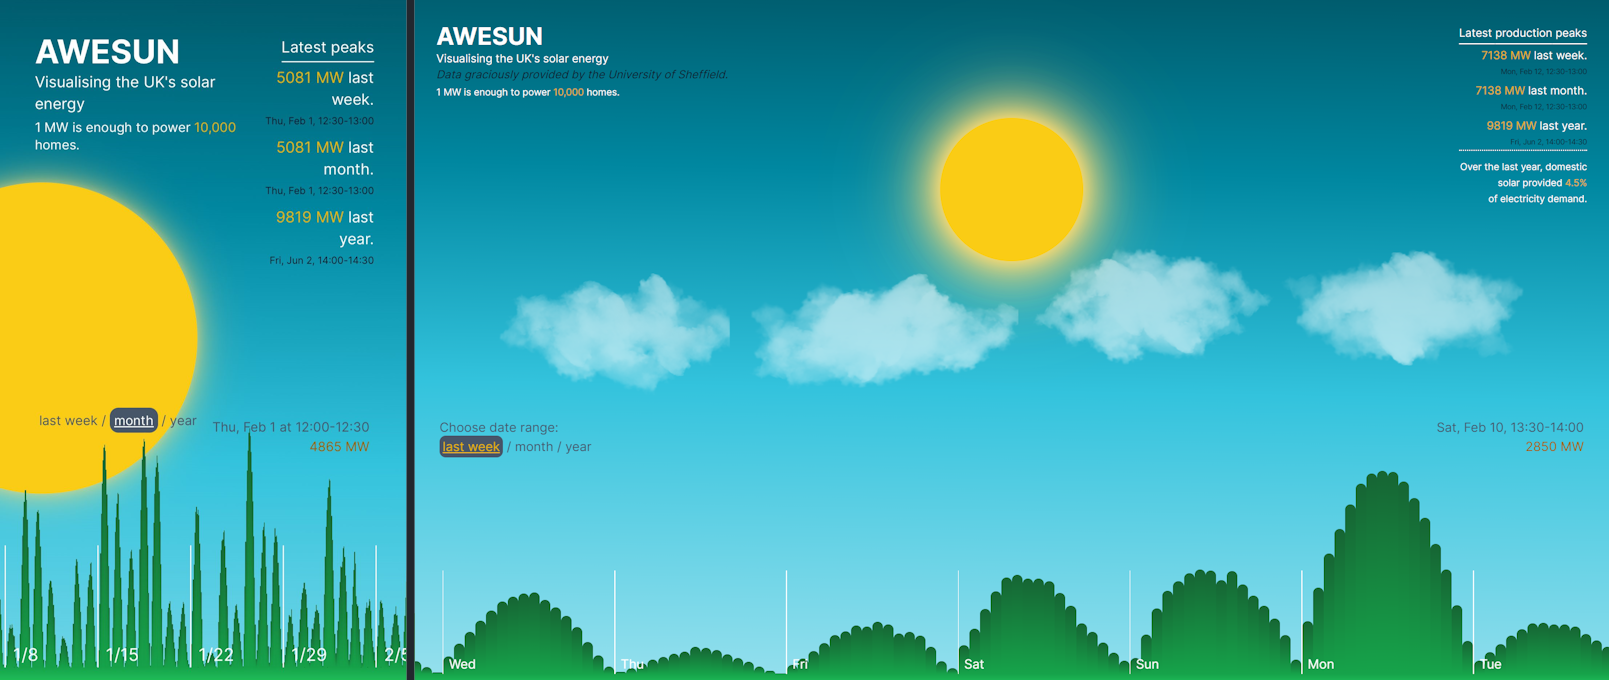 AWESUN
Visualising the UK's solar
energy
1 MW is enough to power 10,000
homes.
Latest peaks
5081 MW last
week.
Thu, Feb 1, 12:30-13:00
5081 MW last
month.
Thu, Feb 1, 12:30-13:00
9819 MW last
year.
Fri, Jun 2, 14:00-14:30
last week / month / year
Thu, Feb 1 at 12:00-12:30
4865 MW
1/8
1/15
1/22
1/29
2/5
AWESUN
Visualising the UK's solar energy
Data graciously provided by the University of Sheffield.
1 MW is enough to power 10,000 homes.
Latest production peaks
7138 MW last week.
Mon, Feb 12, 12:30-13:00
7138 MW last month.
Mon, Feb 12, 12:30-13:00
9819 MW last year.
Fri, Jun 2, 14:00-14:30
Over the last year, domestic
solar provided 4.5%
of electricity demand.
Choose date range:
last week / month / year
Sat, Feb 10, 13:30-14:00
2850 MW
Wed
Thu
Fri
Sat
Sun
Mon
Tue